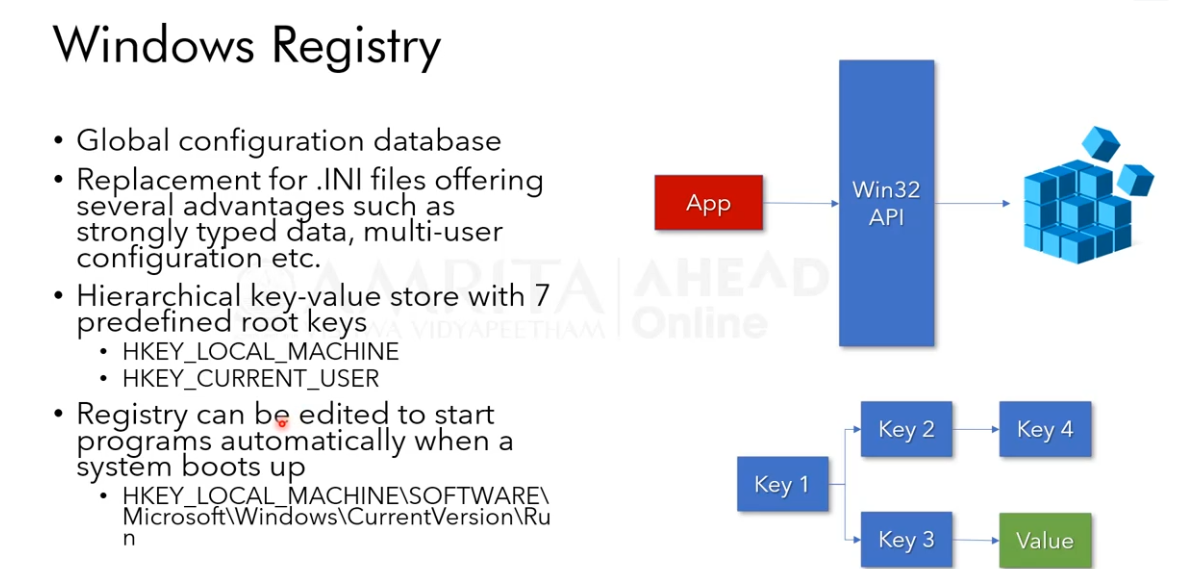 Windows Registry
• Global configuration database
• Replacement for .INI files offering
several advantages such as
strongly typed data, multi-user
configuration etc.
• Hierarchical key-value store with 7
predefined root keys
• HKEY_LOCAL_MACHINE
• HKEY_CURRENT_USER
• Registry can be edited to start
programs automatically when a
system boots up
• HKEY_LOCAL_MACHINE\SOFTWARE\
Microsoft\Windows\CurrentVersion\Ru
n
App
Win32
API
Key 1
Key 2
Key 4
Key 3
Value
AMRITA
VIDYAPEETHAM
AHEAD
Online